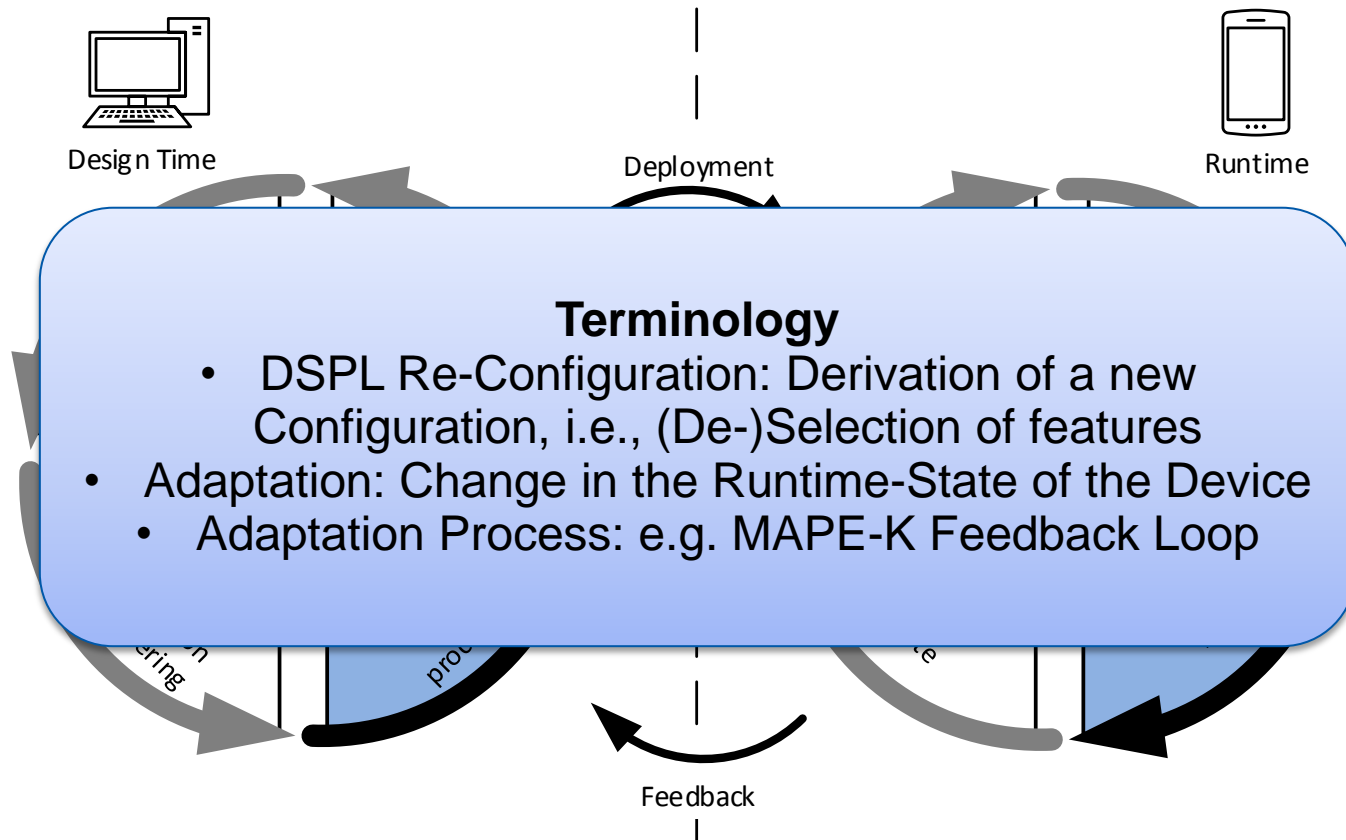 Design Time
Deployment
Runtime
Terminology
• DSPL Re-Configuration: Derivation of a new
Configuration, i.e., (De-)Selection of features
• Adaptation: Change in the Runtime-State of the Device
• Adaptation Process: e.g. MAPE-K Feedback Loop
Feedback